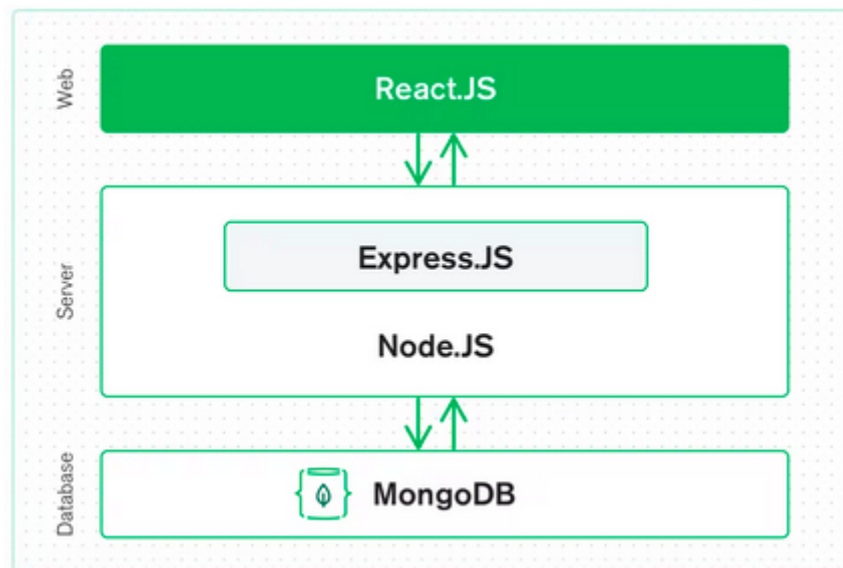 Web
React.JS
Server
Express.JS
Node.JS
Database
MongoDB